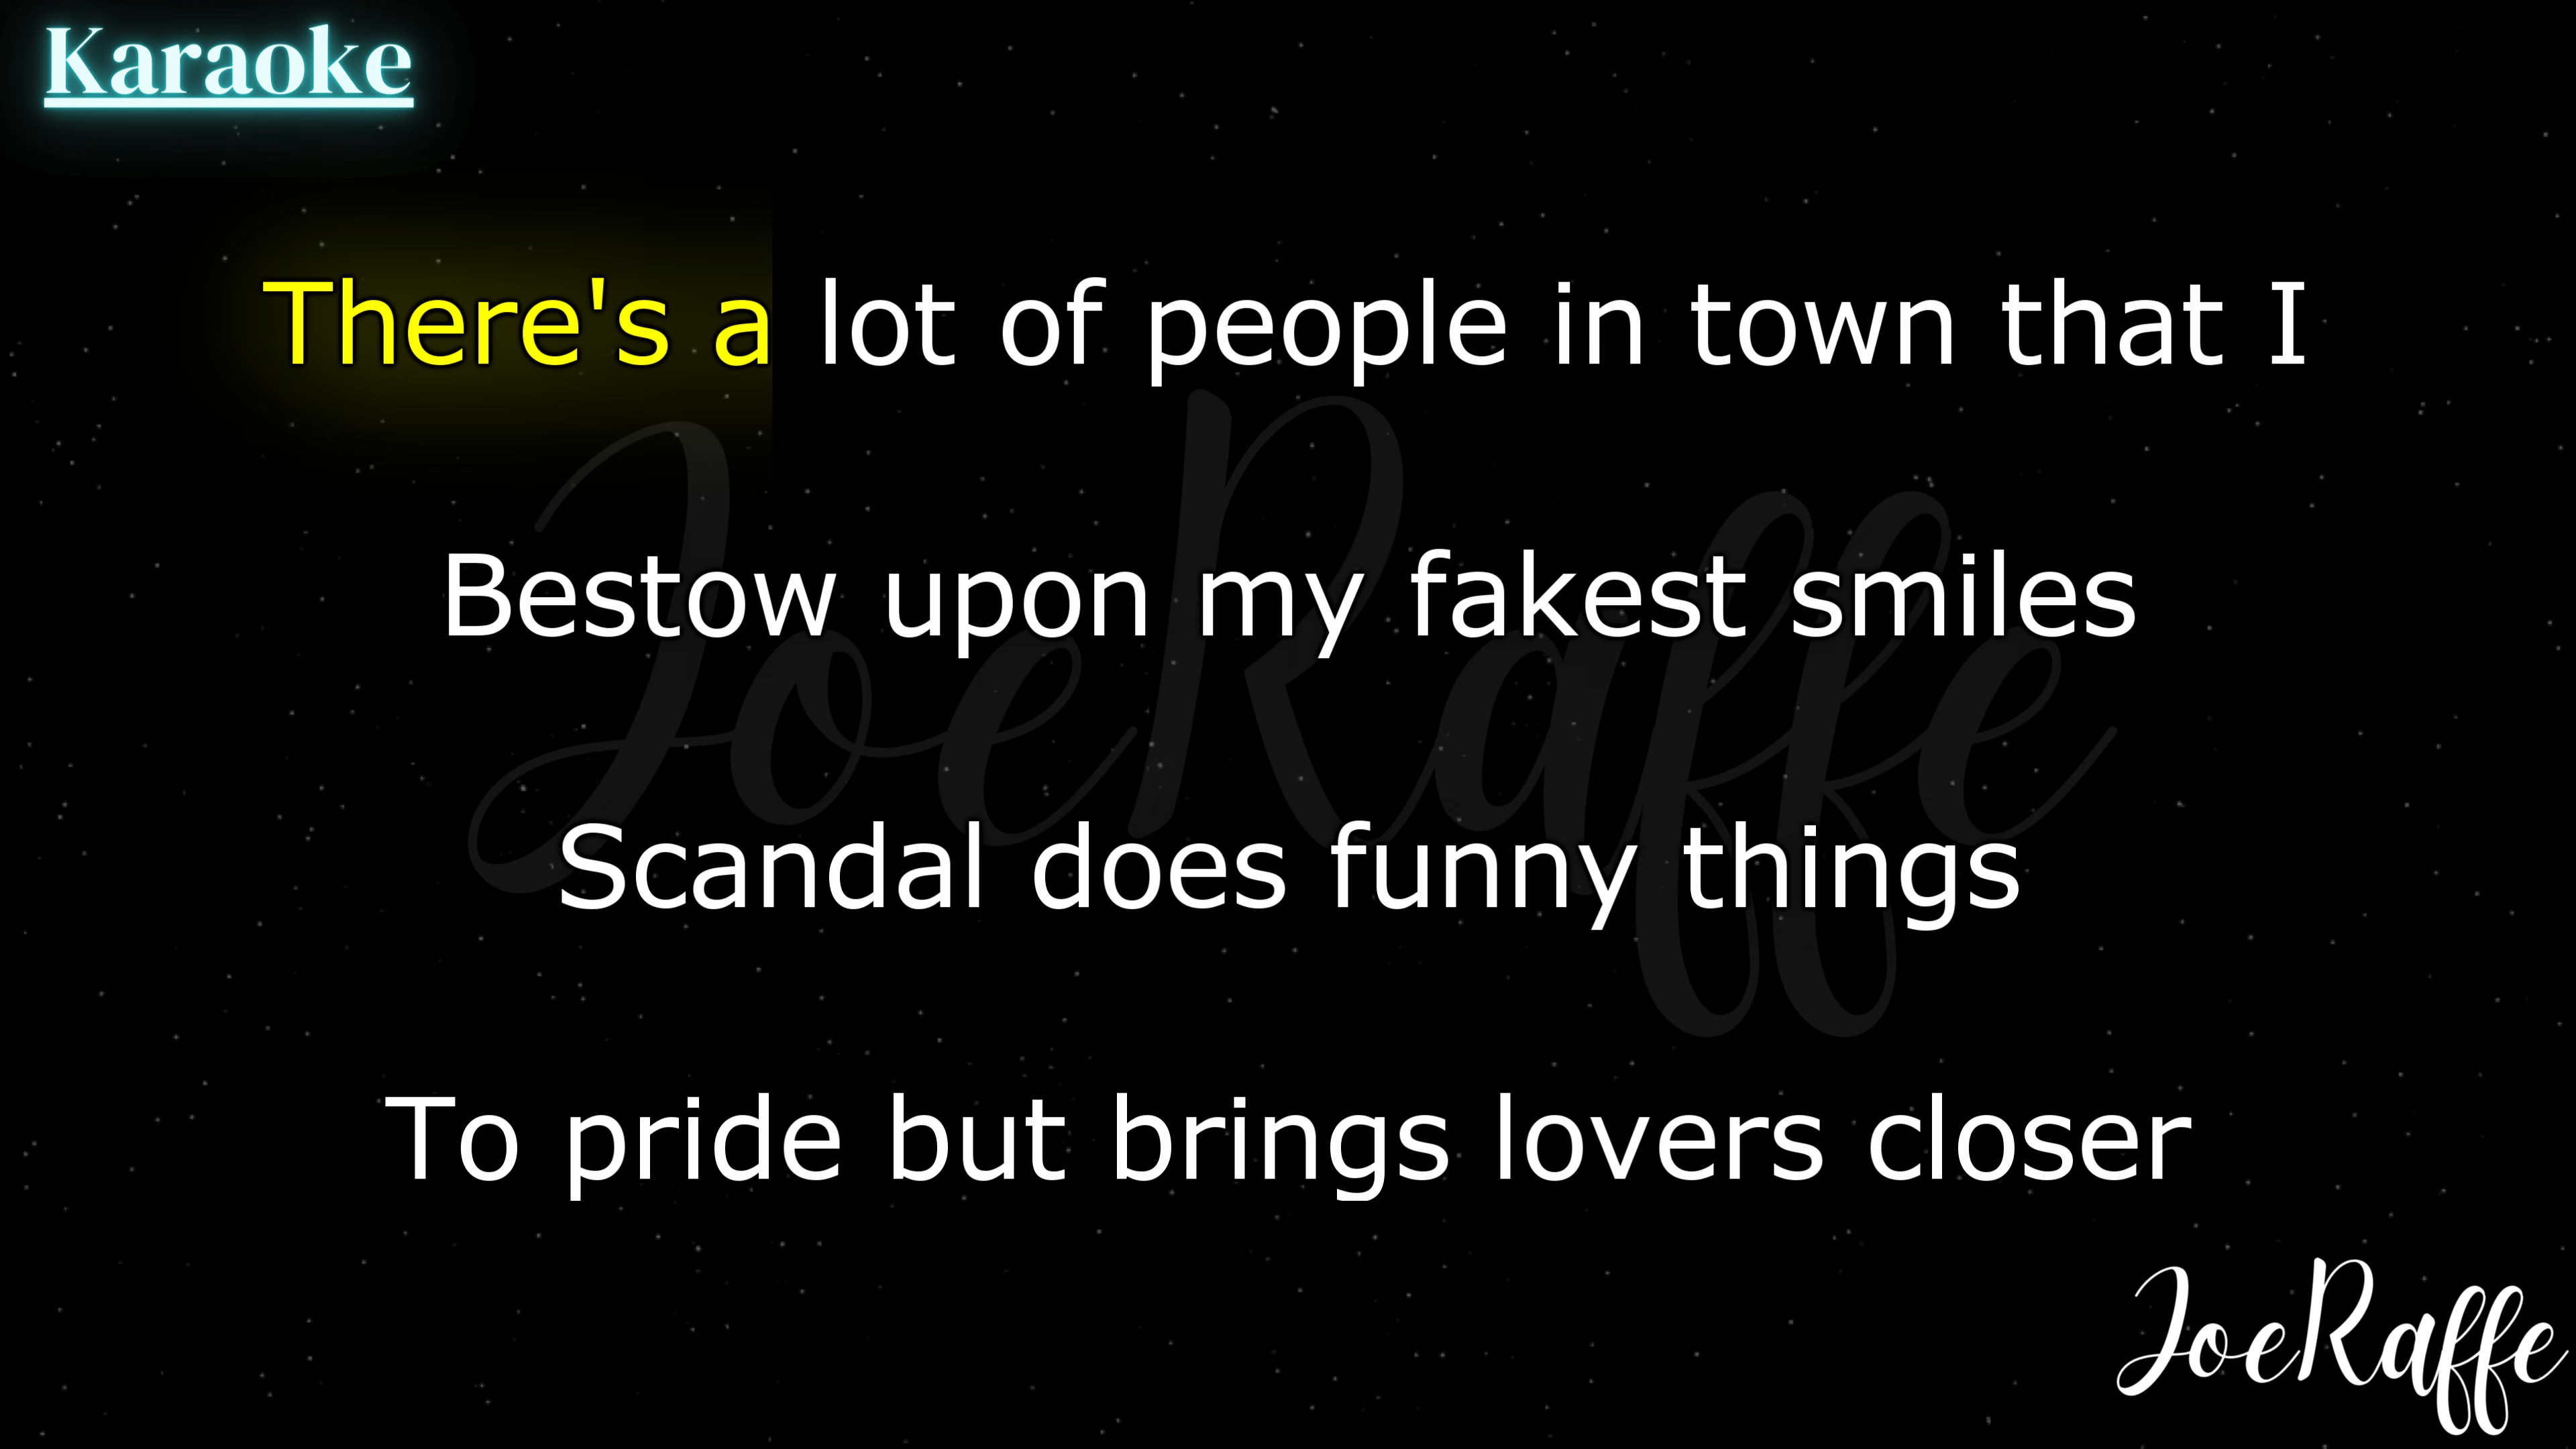 Karaoke
There's a lot of people in town that I
Bestow upon my fakest smiles
Scandal does funny things
To pride but brings lovers closer
JoeRaffe
JoeRaffe